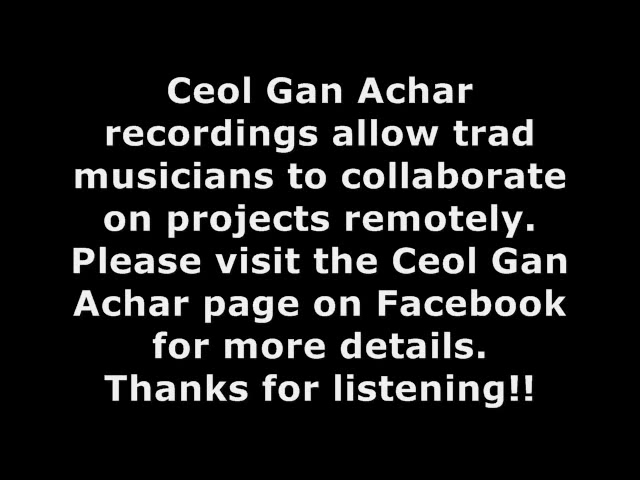 Ceol Gan Achar
recordings allow trad
musicians to collaborate
on projects remotely.
Please visit the Ceol Gan
Achar page on Facebook
for more details.
Thanks for listening!!